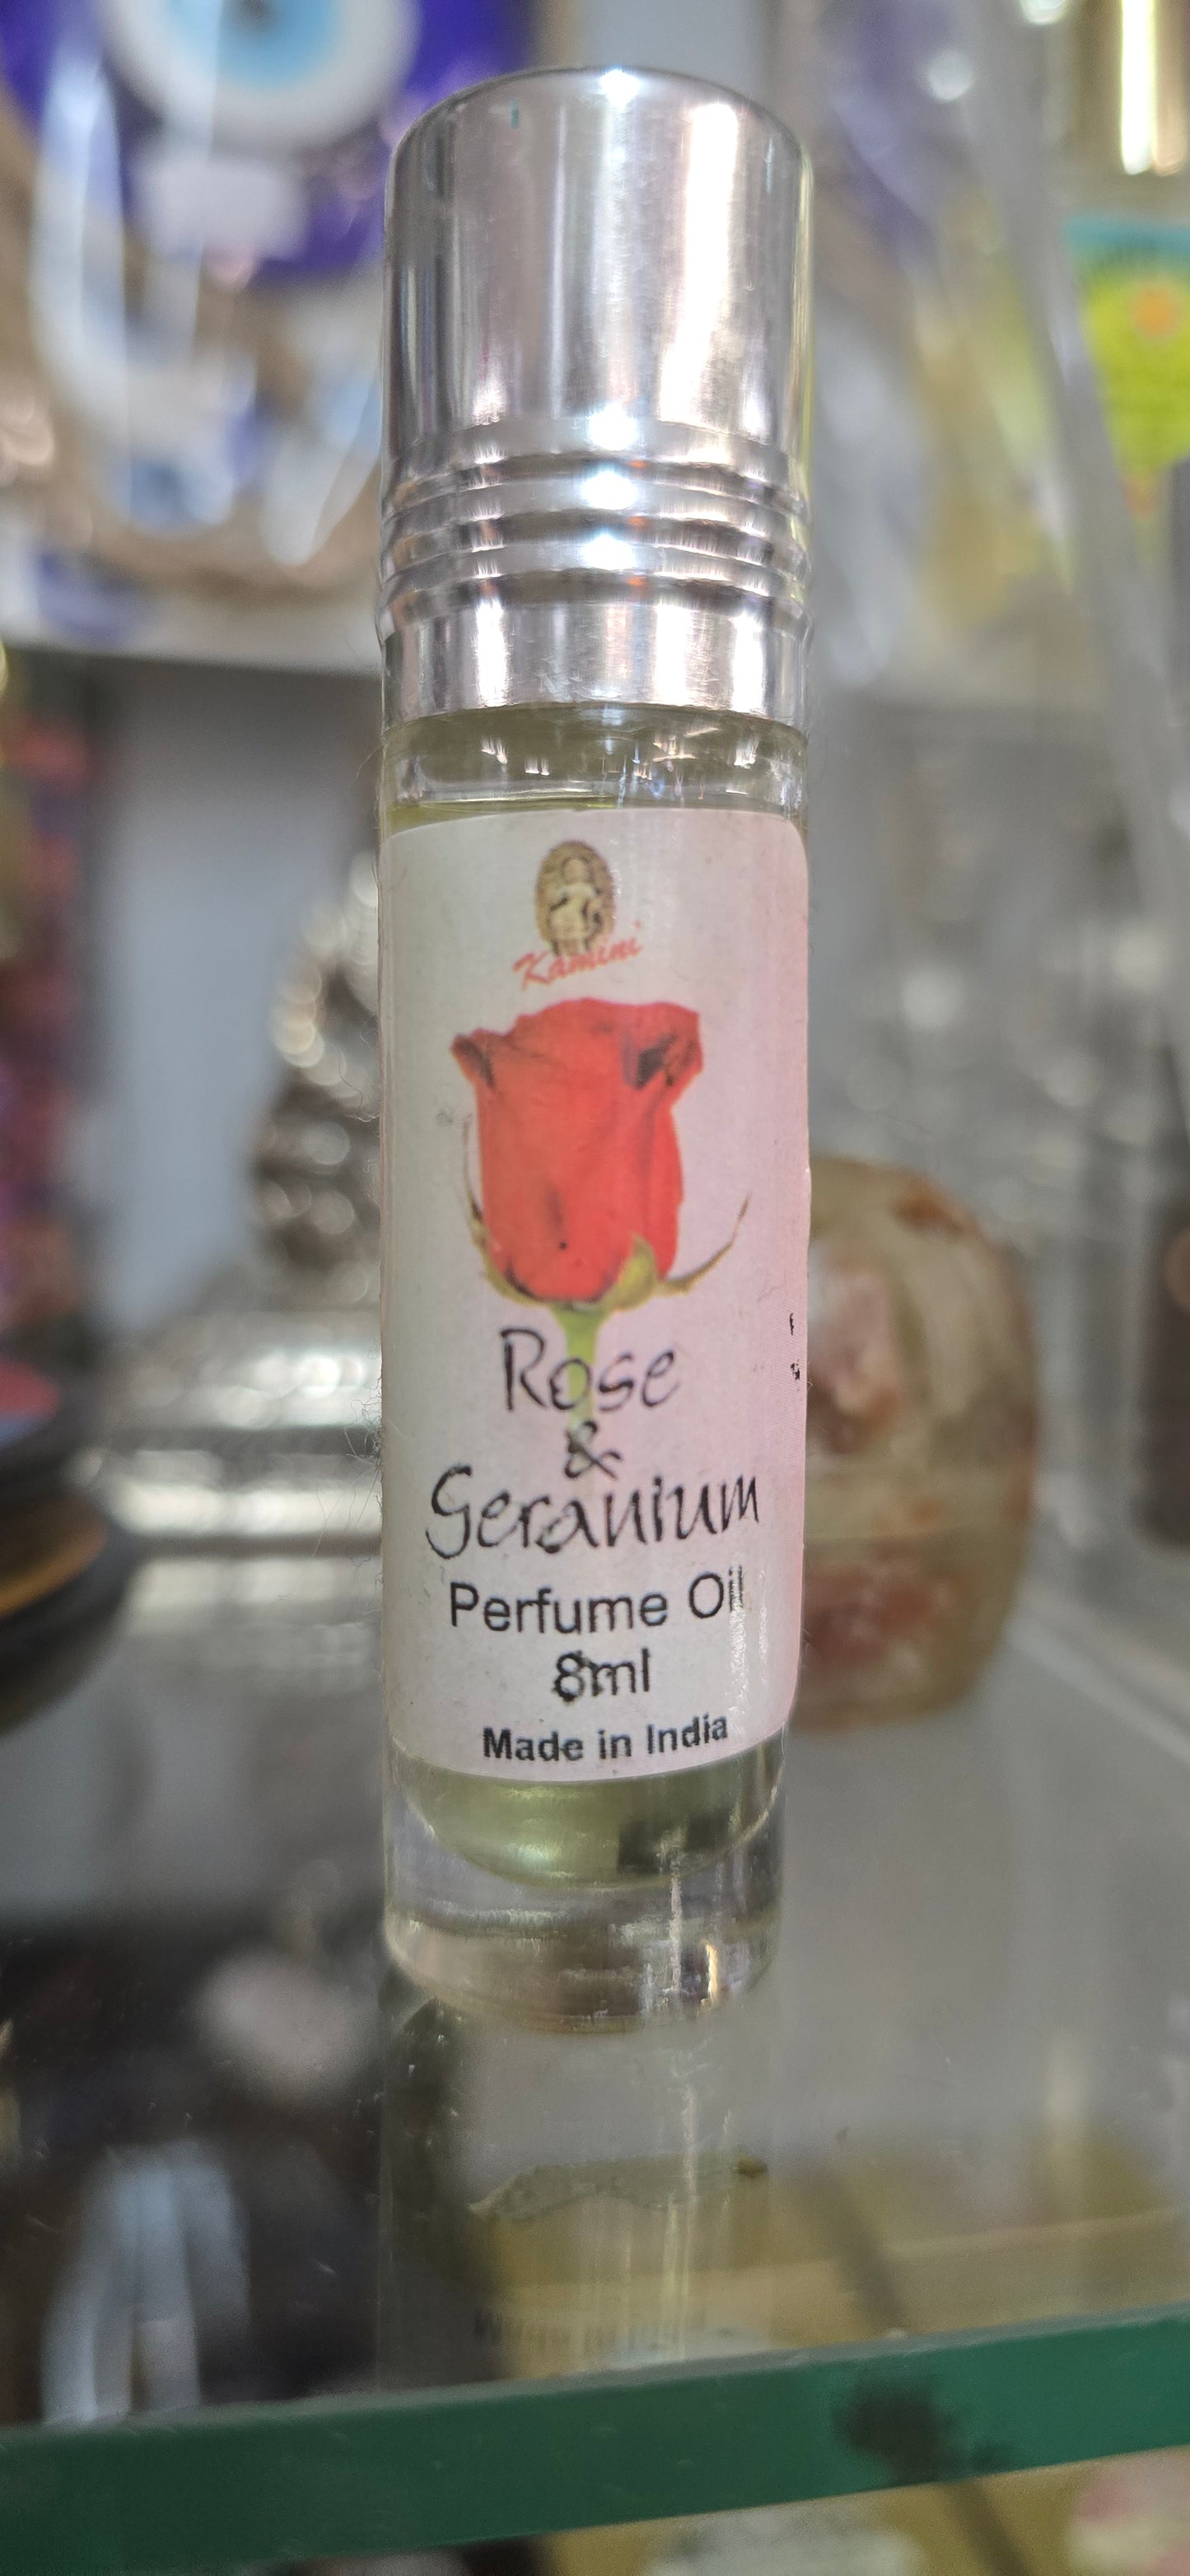 Kamini
Rose
&
Geranium
Perfume Oil
8ml
Made in India